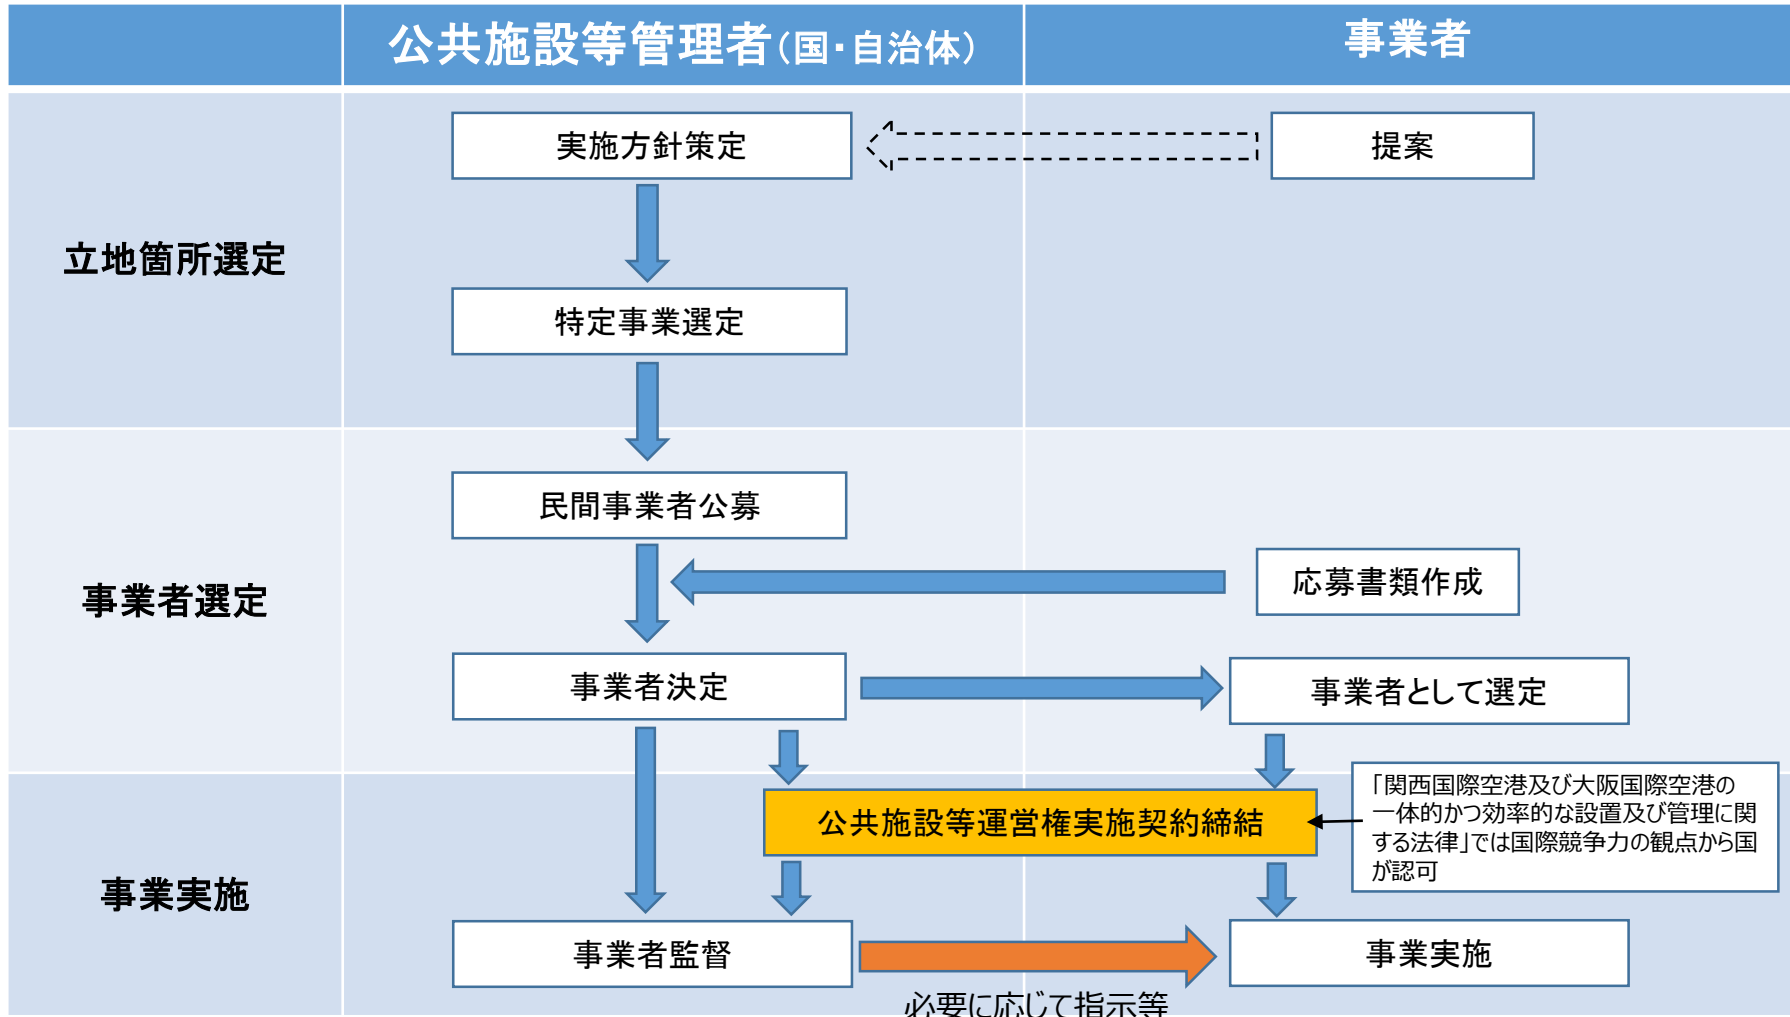 公共施設等管理者（国・自治体）
事業者
立地箇所選定
実施方針策定
提案
特定事業選定
事業者選定
民間事業者公募
応募書類作成
事業者決定
事業者として選定
事業実施
公共施設等運営権実施契約締結
「関西国際空港及び大阪国際空港の
一体的かつ効率的な設置及び管理に関
する法律」では国際競争力の観点から国
が認可
事業者監督
事業実施
必要に応じて指示等